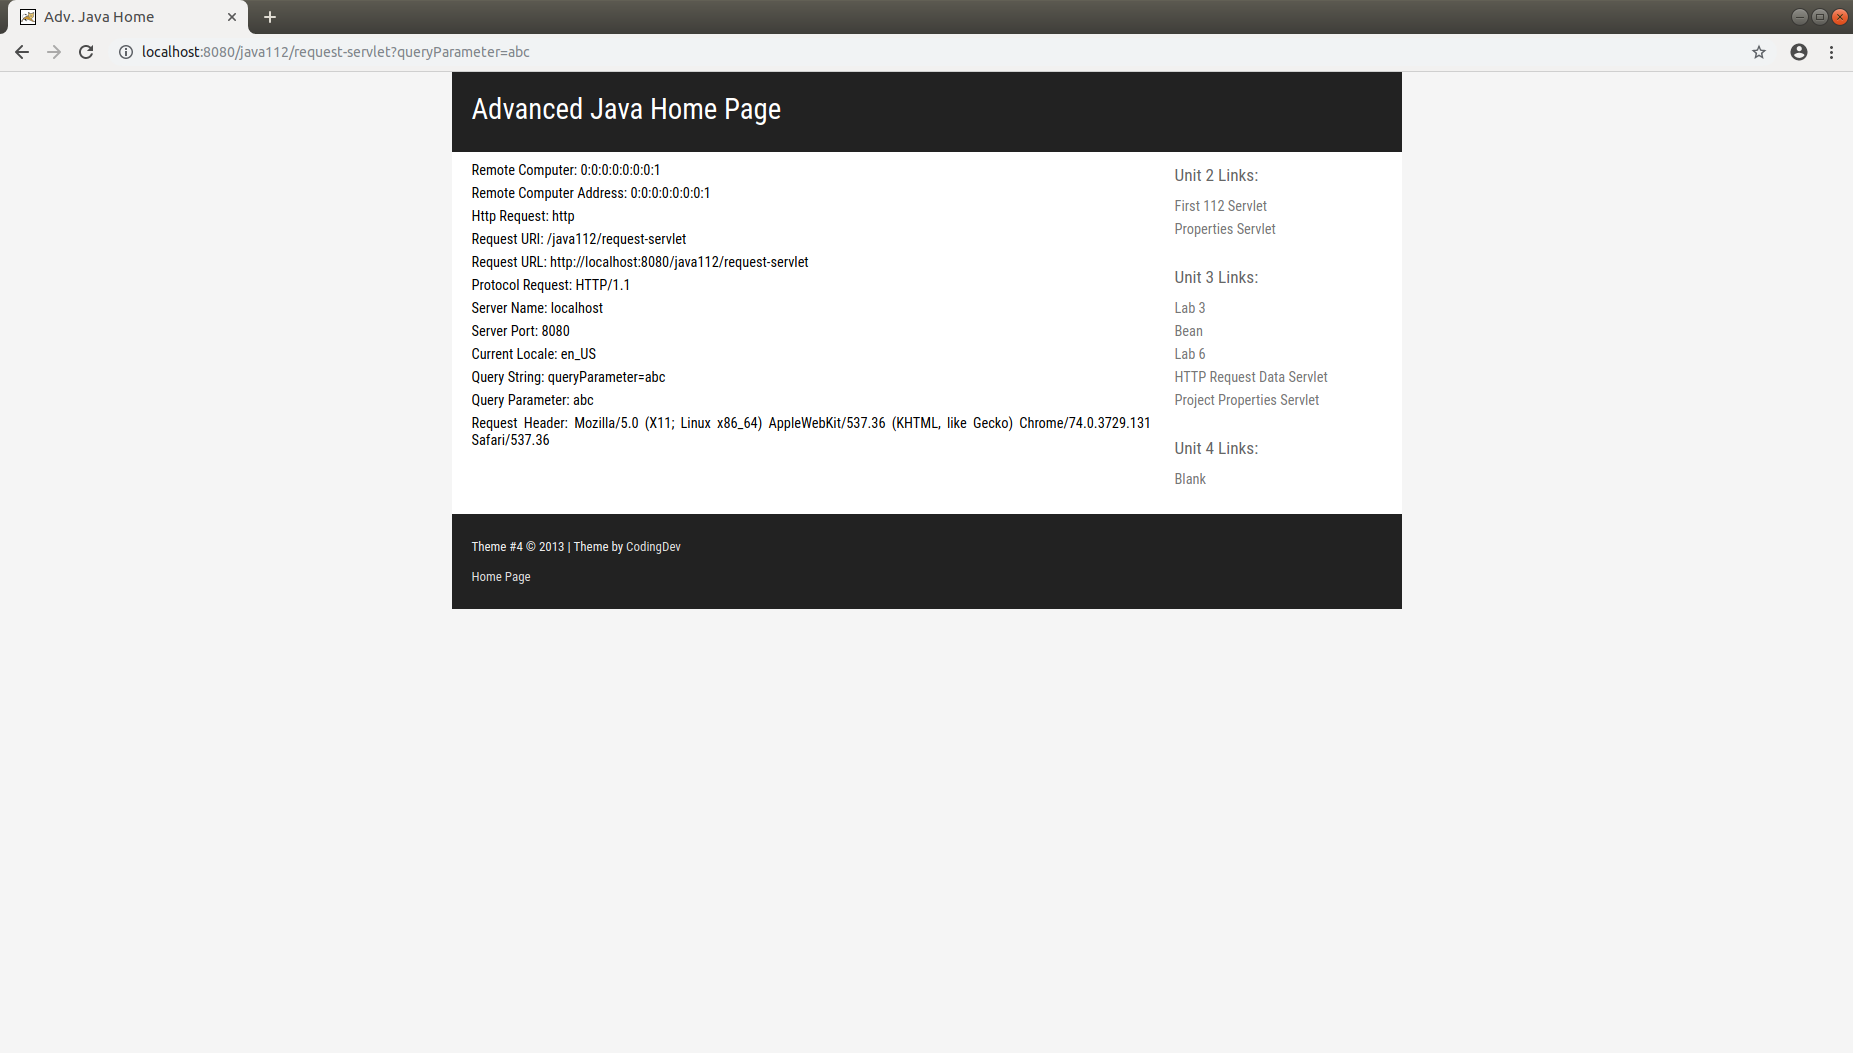 Adv. Java Home
localhost:8080/java112/request-servlet?queryParameter=abc
Advanced Java Home Page
Remote Computer: 0:0:0:0:0:0:0:1
Remote Computer Address: 0:0:0:0:0:0:0:1
Http Request: http
Request URI: /java112/request-servlet
Request URL: http://localhost:8080/java112/request-servlet
Protocol Request: HTTP/1.1
Server Name: localhost
Server Port: 8080
Current Locale: en_US
Query String: queryParameter=abc
Query Parameter: abc
Request Header: Mozilla/5.0 (X11; Linux x86_64) AppleWebKit/537.36 (KHTML, like Gecko) Chrome/74.0.3729.131
Safari/537.36
Unit 2 Links:
First 112 Servlet
Properties Servlet
Unit 3 Links:
Lab 3
Bean
Lab 6
HTTP Request Data Servlet
Project Properties Servlet
Unit 4 Links:
Blank
Theme #4 © 2013 | Theme by CodingDev
Home Page